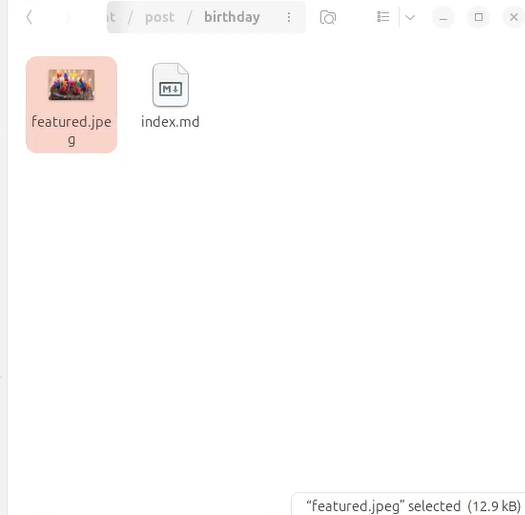 / post / birthday
M↓
featured.jpe
g
index.md
“featured.jpeg” selected (12.9 kB)